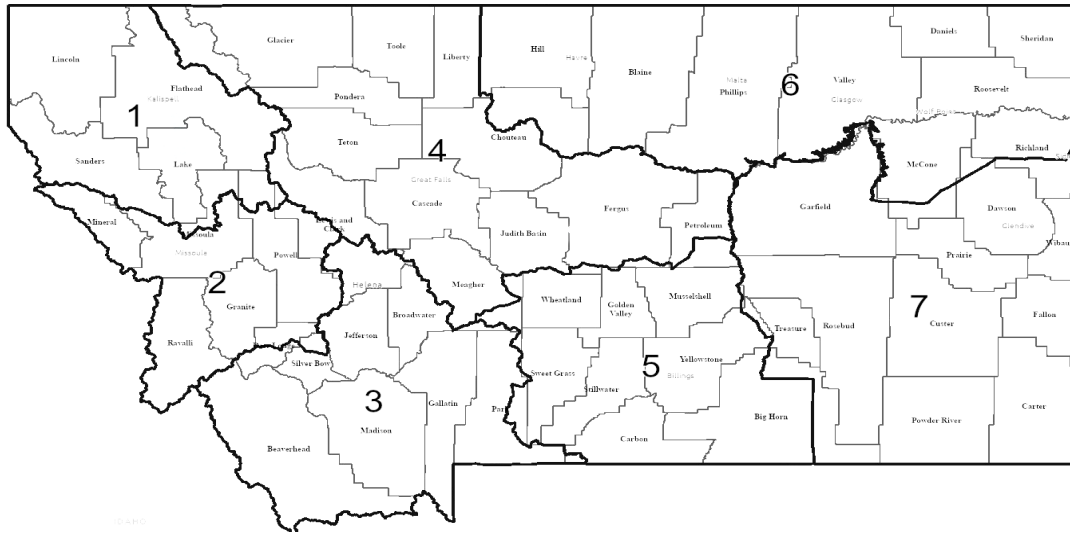 Lincoln
Flathead
Kalispell
1
Sanders
Lake
Glacier
Toole
Liberty
Pondera
Teton
4
Great Falls
Cascade
Chouteau
Judith Basin
Fergus
Petroleum
Hill
Havre
Blaine
Malta
Phillips
6
Valley
Glasgow
Daniels
Sheridan
Roosevelt
Wolf Point
Richland
McCone
Garfield
Dawson
Glendive
Prairie
Mineral
Missoula
Powell
2
Granite
Ravalli
Helena
Meagher
Broadwater
Jefferson
Silver Bow
3
Madison
Gallatin
Beaverhead
Wheatland
Golden
Valley
Musselshell
Sweet Grass
Stillwater
5
Yellowstone
Billings
Carbon
Big Horn
Treasure
Rosebud
7
Custer
Fallon
Powder River
Carter
IDAHO